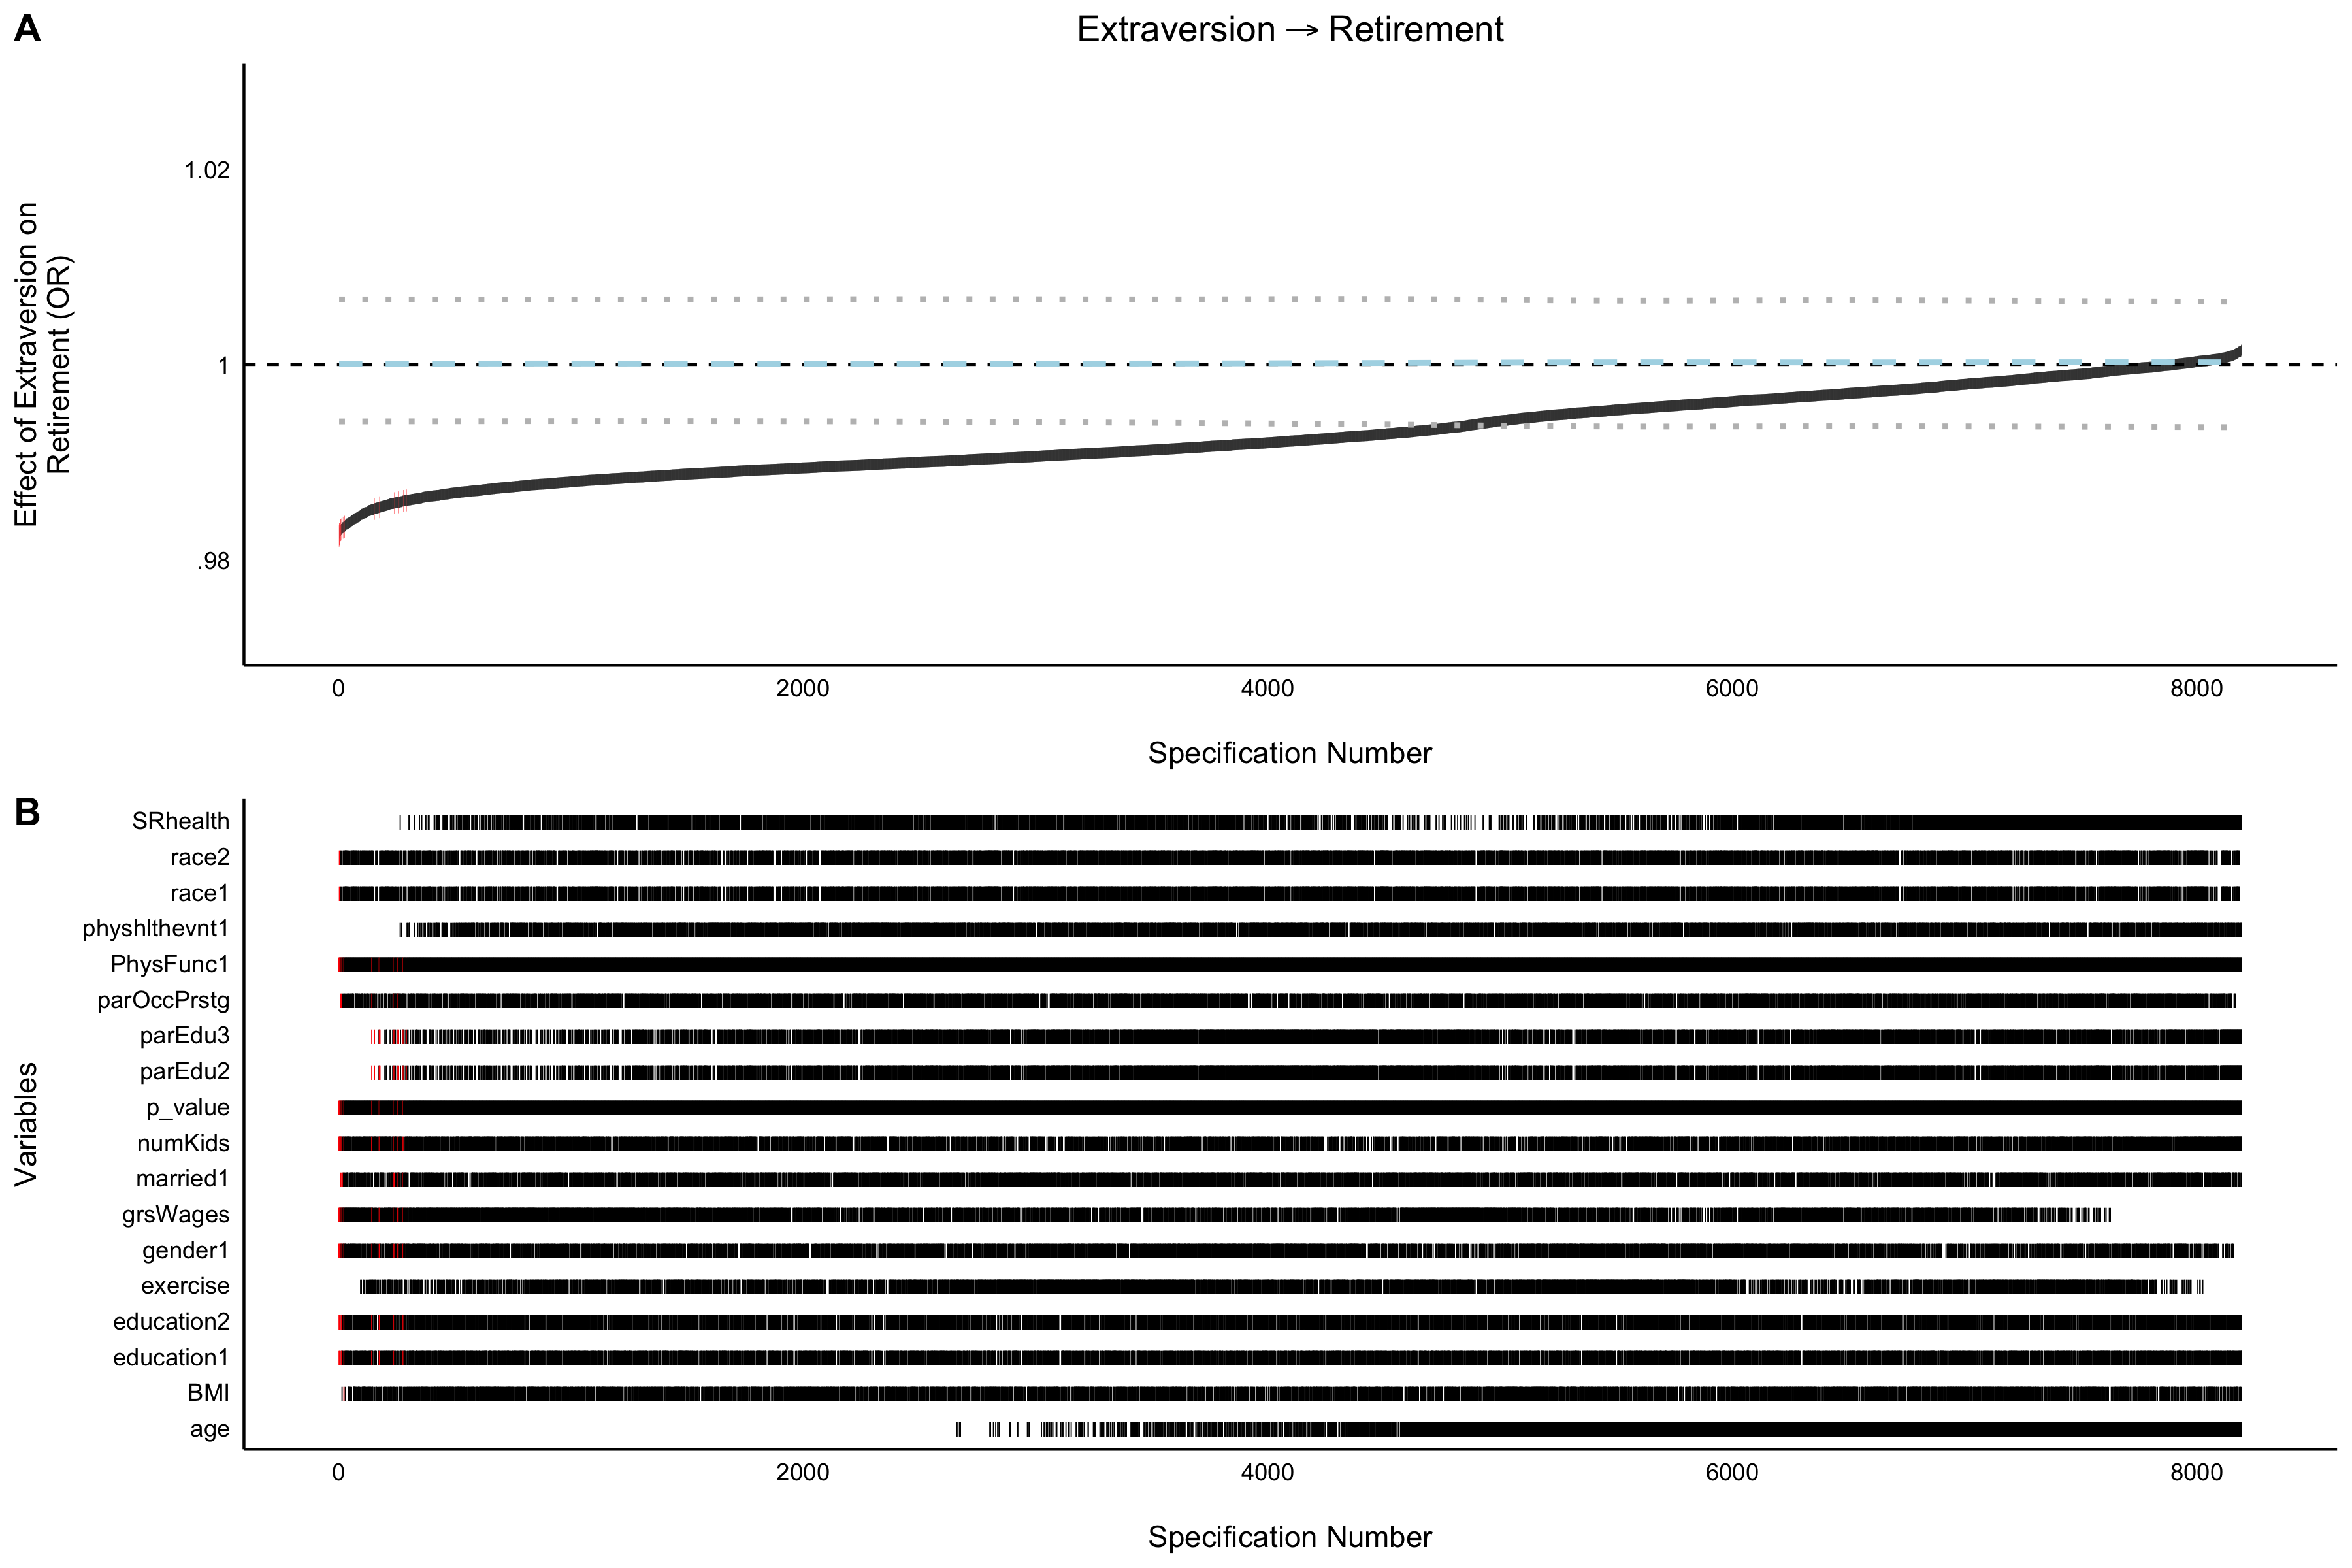 A
Extraversion → Retirement
Effect of Extraversion on
Retirement (OR)
1.02
1
.98
0 2000 4000 6000 8000
Specification Number
B
Variables
SRhealth
race2
race1
physhlthevnt1
PhysFunc1
parOccPrstg
parEdu3
parEdu2
p_value
numKids
married1
grsWages
gender1
exercise
education2
education1
BMI
age
0 2000 4000 6000 8000
Specification Number